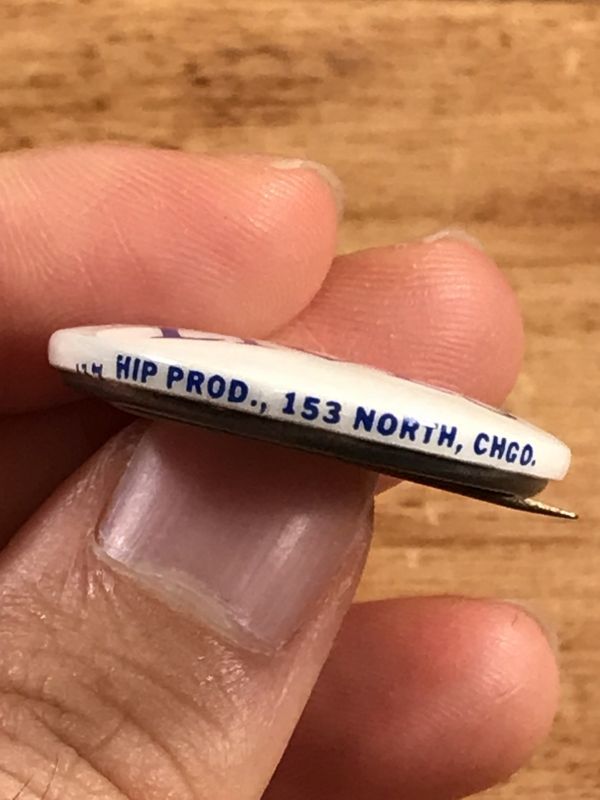 HIP PROD., 153 NORTH, CHGO.